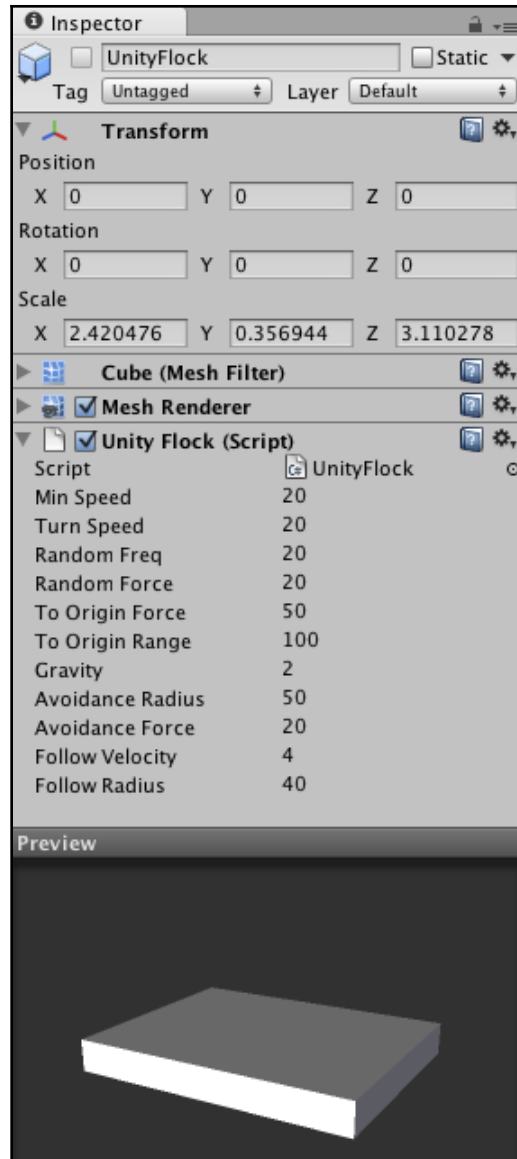 Inspector
UnityFlock Static
Tag Untagged Layer Default
Transform
Position
X 0 Y 0 Z 0
Rotation
X 0 Y 0 Z 0
Scale
X 2.420476 Y 0.356944 Z 3.110278
Cube (Mesh Filter)
Mesh Renderer
Unity Flock (Script)
Script C# UnityFlock
Min Speed 20
Turn Speed 20
Random Freq 20
Random Force 20
To Origin Force 50
To Origin Range 100
Gravity 2
Avoidance Radius 50
Avoidance Force 20
Follow Velocity 4
Follow Radius 40
Preview